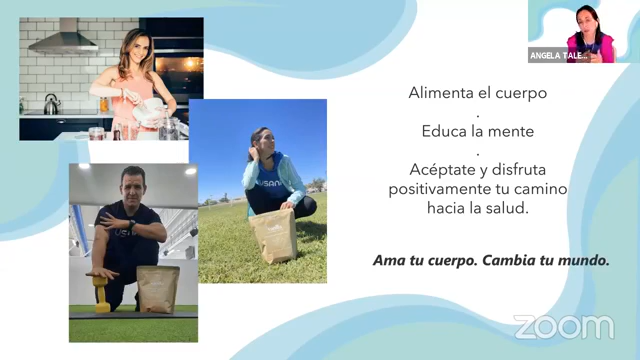 ANGELA TALE...
Alimenta el cuerpo
.
Educa la mente
.
Acéptate y disfruta
positivamente tu camino
hacia la salud.
Ama tu cuerpo. Cambia tu mundo.
zoom